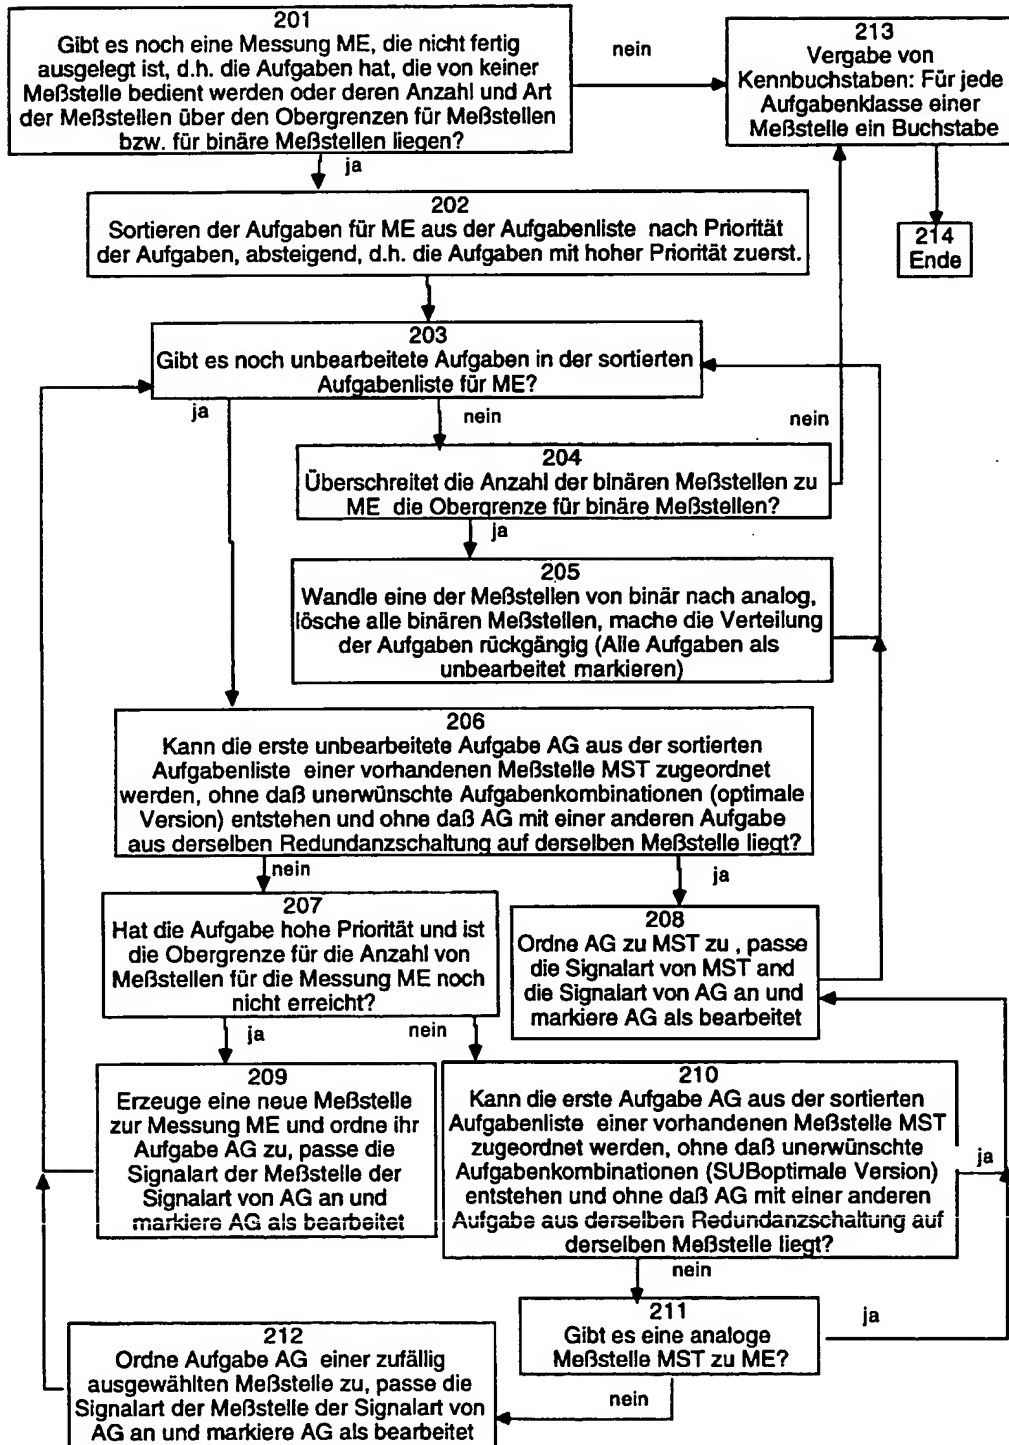 201
Gibt es noch eine Messung ME, die nicht fertig
ausgelegt ist, d.h. die Aufgaben hat, die von keiner
Meßstelle bedient werden oder deren Anzahl und Art
der Meßstellen über den Obergrenzen für Meßstellen
bzw. für binäre Meßstellen liegen?
nein
213
Vergabe von
Kennbuchstaben: Für jede
Aufgabenklasse einer
Meßstelle ein Buchstabe
ja
202
Sortieren der Aufgaben für ME aus der Aufgabenliste nach Priorität
der Aufgaben, absteigend, d.h. die Aufgaben mit hoher Priorität zuerst.
214
Ende
203
Gibt es noch unbearbeitete Aufgaben in der sortierten
Aufgabenliste für ME?
ja
nein
nein
204
Überschreitet die Anzahl der binären Meßstellen zu
ME die Obergrenze für binäre Meßstellen?
ja
205
Wandle eine der Meßstellen von binär nach analog,
lösche alle binären Meßstellen, mache die Verteilung
der Aufgaben rückgängig (Alle Aufgaben als
unbearbeitet markieren)
206
Kann die erste unbearbeitete Aufgabe AG aus der sortierten
Aufgabenliste einer vorhandenen Meßstelle MST zugeordnet
werden, ohne daß unerwünschte Aufgabenkombinationen (optimale
Version) entstehen und ohne daß AG mit einer anderen Aufgabe
aus derselben Redundanzschaltung auf derselben Meßstelle liegt?
nein
ja
207
Hat die Aufgabe hohe Priorität und ist
die Obergrenze für die Anzahl von
Meßstellen für die Messung ME noch
nicht erreicht?
208
Ordne AG zu MST zu , passe
die Signalart von MST and
die Signalart von AG an und
markiere AG als bearbeitet
ja
nein
209
Erzeuge eine neue Meßstelle
zur Messung ME und ordne ihr
Aufgabe AG zu, passe die
Signalart der Meßstelle der
Signalart von AG an und
markiere AG als bearbeitet
210
Kann die erste Aufgabe AG aus der sortierten
Aufgabenliste einer vorhandenen Meßstelle MST
zugeordnet werden, ohne daß unerwünschte
Aufgabenkombinationen (SUBoptimale Version)
entstehen und ohne daß AG mit einer anderen
Aufgabe aus derselben Redundanzschaltung auf
derselben Meßstelle liegt?
ja
nein
211
Gibt es eine analoge
Meßstelle MST zu ME?
ja
nein
212
Ordne Aufgabe AG einer zufällig
ausgewählten Meßstelle zu, passe die
Signalart der Meßstelle der Signalart von
AG an und markiere AG als bearbeitet